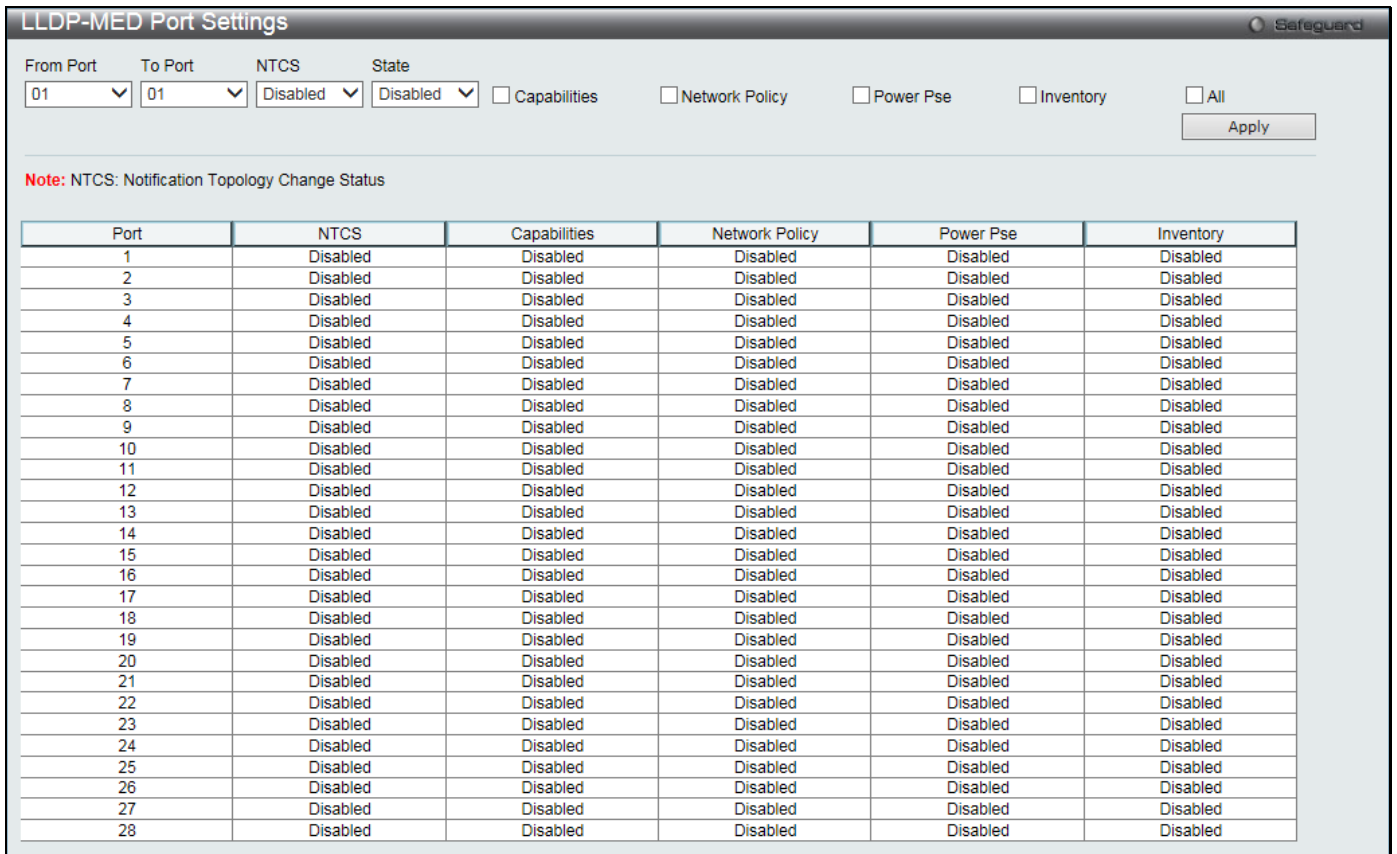 LLDP-MED Port Settings
Safeguard
From Port To Port NTCS State
01 01 Disabled Disabled Capabilities Network Policy Power Pse Inventory All
Apply
Note: NTCS: Notification Topology Change Status
Port NTCS Capabilities Network Policy Power Pse Inventory
1 Disabled Disabled Disabled Disabled Disabled
2 Disabled Disabled Disabled Disabled Disabled
3 Disabled Disabled Disabled Disabled Disabled
4 Disabled Disabled Disabled Disabled Disabled
5 Disabled Disabled Disabled Disabled Disabled
6 Disabled Disabled Disabled Disabled Disabled
7 Disabled Disabled Disabled Disabled Disabled
8 Disabled Disabled Disabled Disabled Disabled
9 Disabled Disabled Disabled Disabled Disabled
10 Disabled Disabled Disabled Disabled Disabled
11 Disabled Disabled Disabled Disabled Disabled
12 Disabled Disabled Disabled Disabled Disabled
13 Disabled Disabled Disabled Disabled Disabled
14 Disabled Disabled Disabled Disabled Disabled
15 Disabled Disabled Disabled Disabled Disabled
16 Disabled Disabled Disabled Disabled Disabled
17 Disabled Disabled Disabled Disabled Disabled
18 Disabled Disabled Disabled Disabled Disabled
19 Disabled Disabled Disabled Disabled Disabled
20 Disabled Disabled Disabled Disabled Disabled
21 Disabled Disabled Disabled Disabled Disabled
22 Disabled Disabled Disabled Disabled Disabled
23 Disabled Disabled Disabled Disabled Disabled
24 Disabled Disabled Disabled Disabled Disabled
25 Disabled Disabled Disabled Disabled Disabled
26 Disabled Disabled Disabled Disabled Disabled
27 Disabled Disabled Disabled Disabled Disabled
28 Disabled Disabled Disabled Disabled Disabled